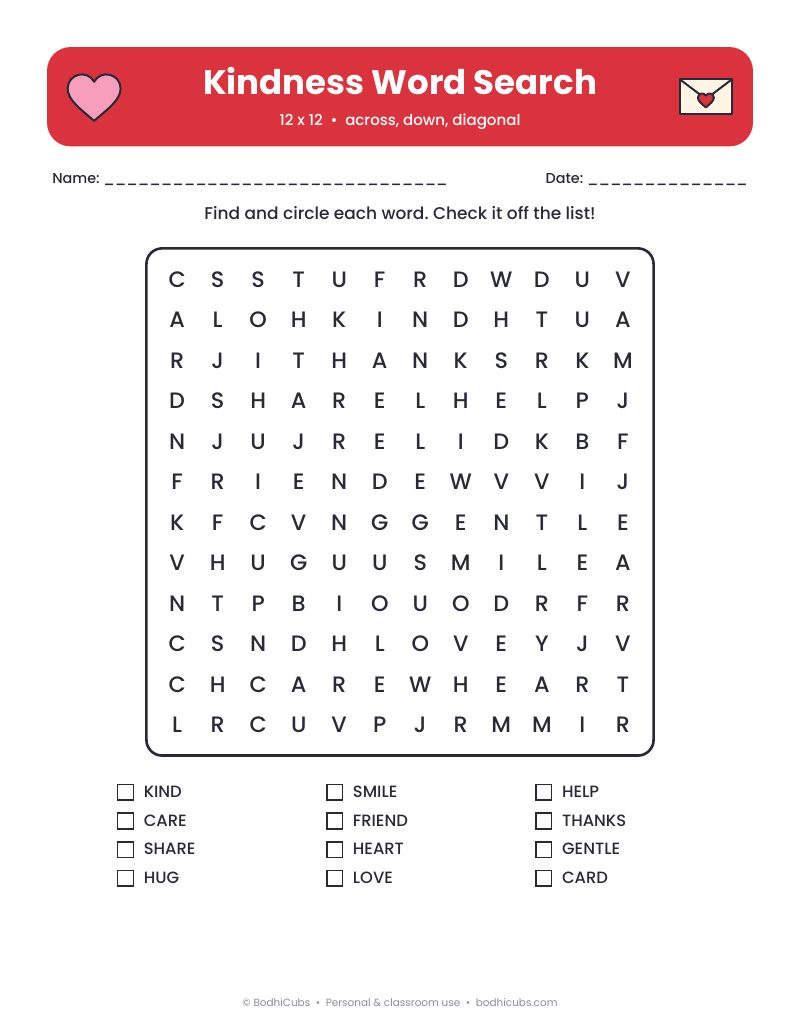 Kindness Word Search
12 x 12 • across, down, diagonal
Name: _______________________________ Date: ______________
Find and circle each word. Check it off the list!
C S S T U F R D W D U V
A L O H K I N D H T U A
R J I T H A N K S R K M
D S H A R E L H E L P J
N J U J R E L I D K B F
F R I E N D E W V V I J
K F C V N G G E N T L E
V H U G U U S M I L E A
N T P B I O U O D R F R
C S N D H L O V E Y J V
C H C A R E W H E A R T
L R C U V P J R M M I R
KIND SMILE HELP
CARE FRIEND THANKS
SHARE HEART GENTLE
HUG LOVE CARD
© BodhiCubs • Personal & classroom use • bodhicubs.com